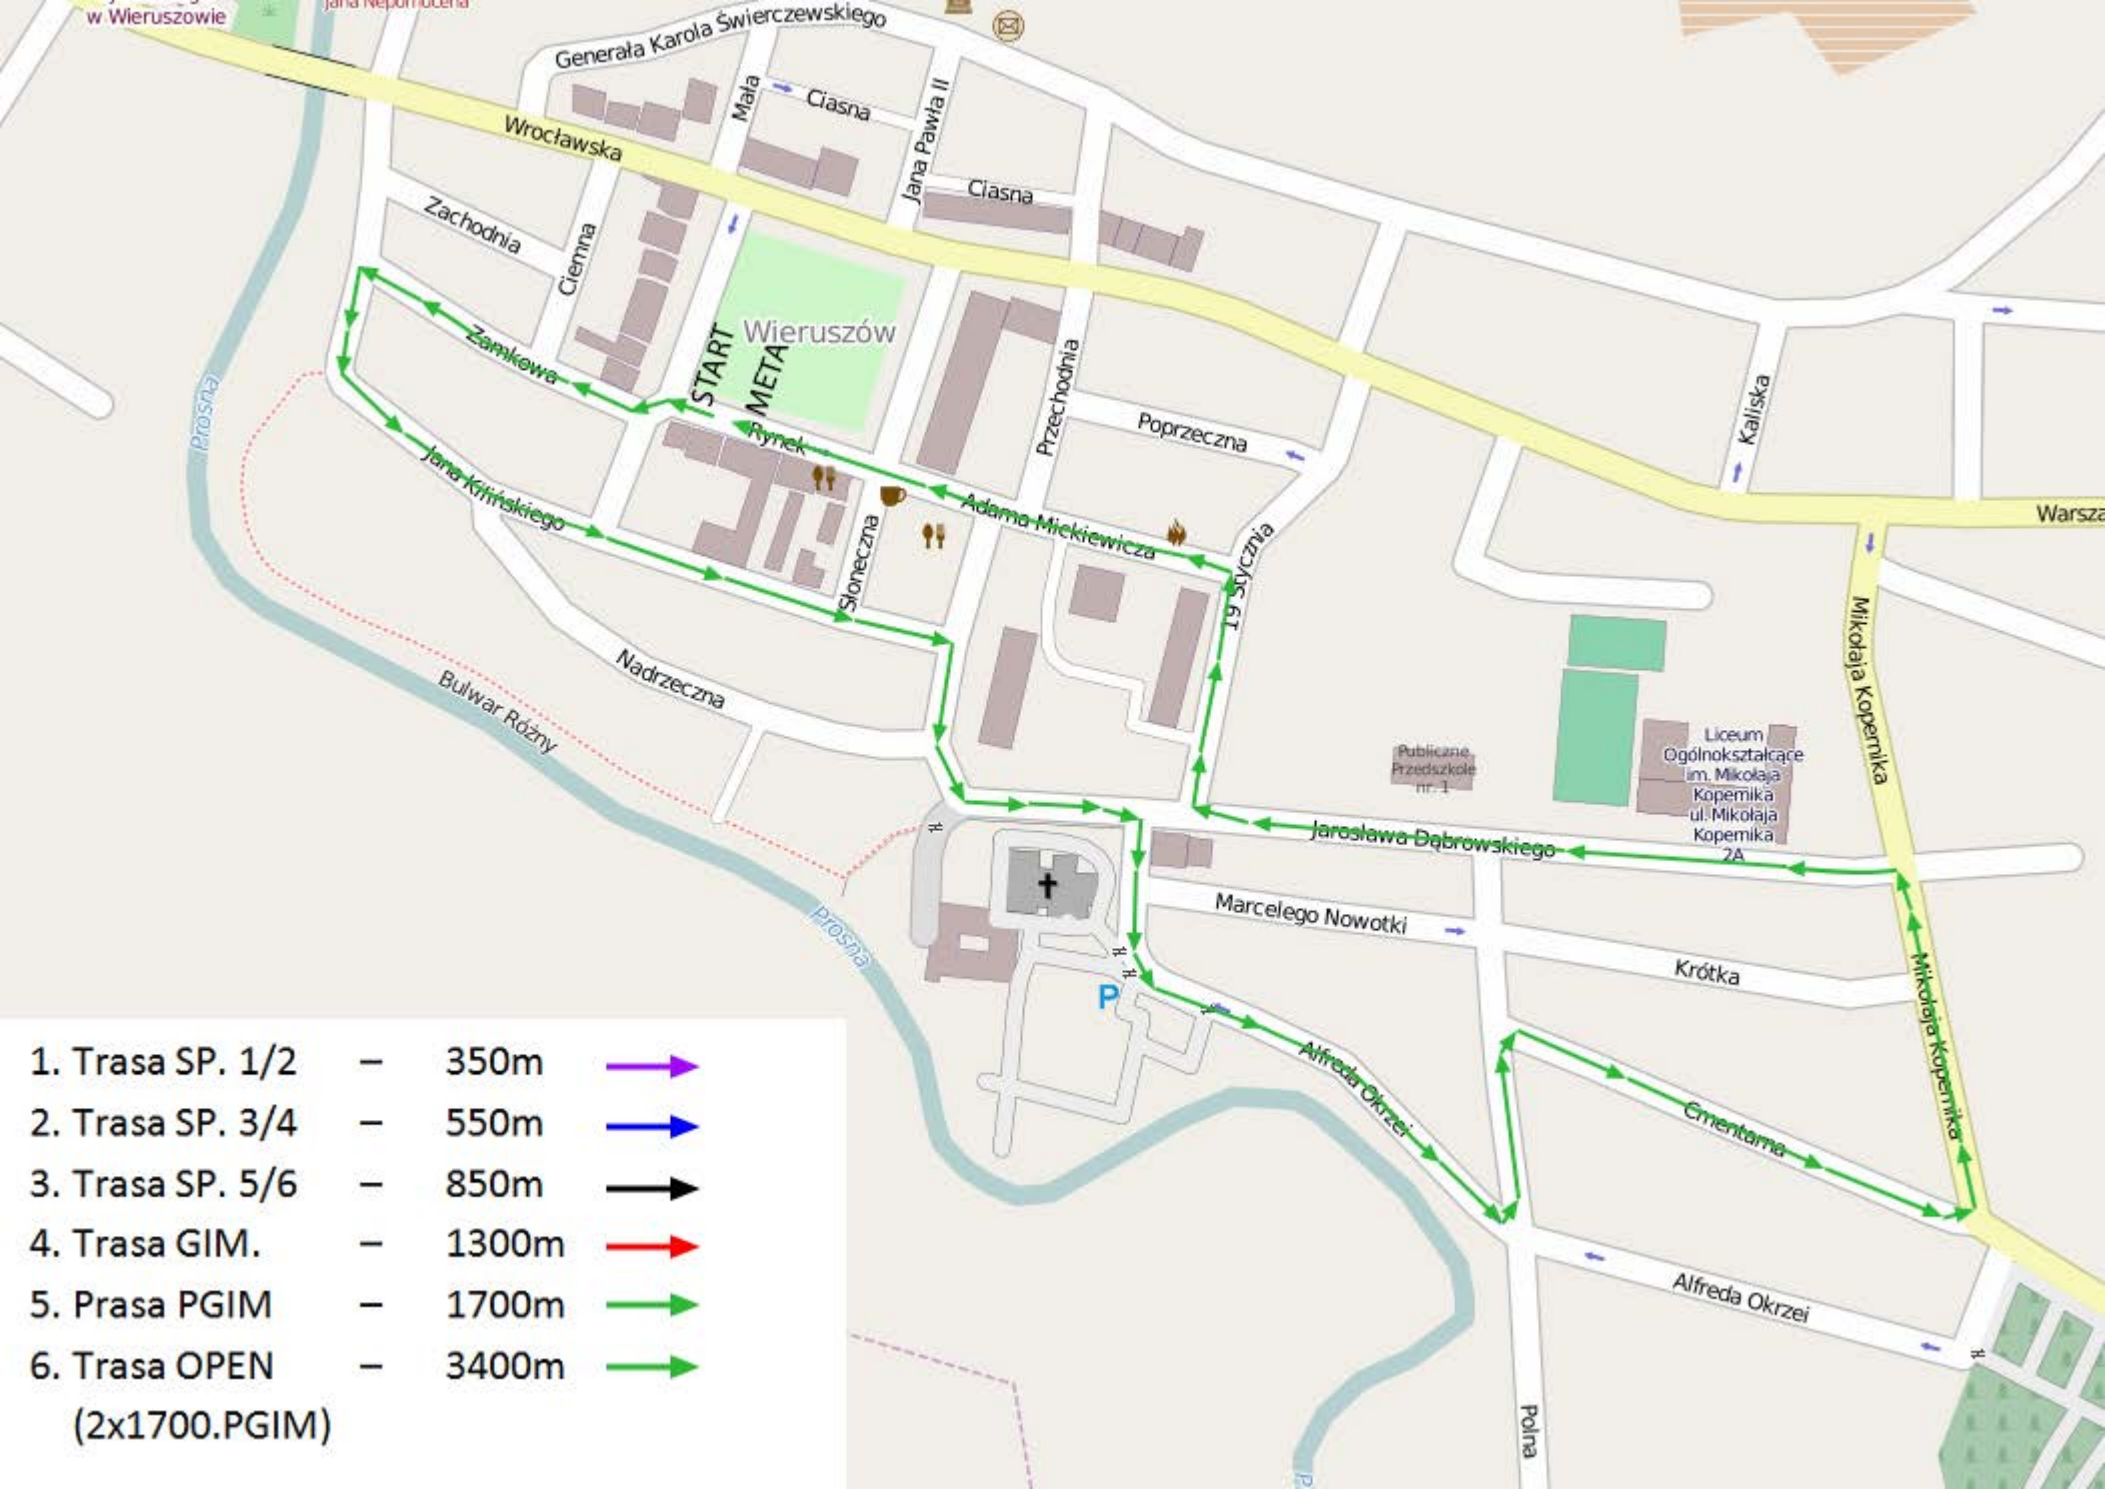 w Wieruszowie
Jana Nepomucena
Generała Karola Świerczewskiego
Mała
Ciasna
Jana Pawła II
Wrocławska
Ciasna
Zachodnia
Ciemna
Wieruszów
START
META
Zamkowa
Rynek
Przechodnia
Poprzeczna
Kaliska
Prosna
Jana Kilińskiego
Adama Mickiewicza
19 Stycznia
Warsza
Słoneczna
Mikołaja Kopernika
Nadrzeczna
Bulwar Różny
Publiczne
Przedszkole
nr. 1
Liceum
Ogólnokształcące
im. Mikołaja
Kopernika
ul. Mikołaja
Kopernika
2A
Jarosława Dąbrowskiego
Marcelego Nowotki
Krótka
Prosna
P
Mikołaja Kopernika
Alfreda Okrzei
Cmentarna
Alfreda Okrzei
Polna
P
1. Trasa SP. 1/2 – 350m
2. Trasa SP. 3/4 – 550m
3. Trasa SP. 5/6 – 850m
4. Trasa GIM. – 1300m
5. Prasa PGIM – 1700m
6. Trasa OPEN – 3400m
(2x1700.PGIM)